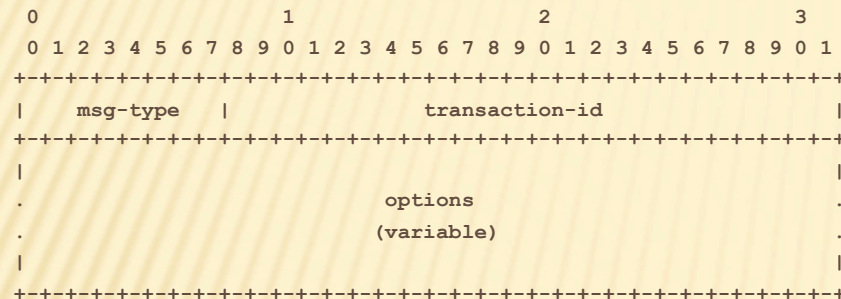 0                   1                   2                   3
 0 1 2 3 4 5 6 7 8 9 0 1 2 3 4 5 6 7 8 9 0 1 2 3 4 5 6 7 8 9 0 1
+-+-+-+-+-+-+-+-+-+-+-+-+-+-+-+-+-+-+-+-+-+-+-+-+-+-+-+-+-+-+-+-+
|    msg-type   |               transaction-id                  |
+-+-+-+-+-+-+-+-+-+-+-+-+-+-+-+-+-+-+-+-+-+-+-+-+-+-+-+-+-+-+-+-+
|                                                               |
.                            options                            .
.                           (variable)                          .
|                                                               |
+-+-+-+-+-+-+-+-+-+-+-+-+-+-+-+-+-+-+-+-+-+-+-+-+-+-+-+-+-+-+-+-+